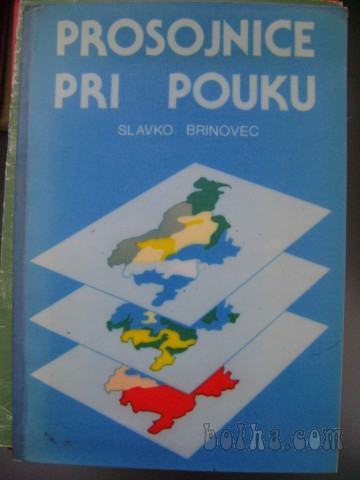 PROSOJNICE
PRI POUKU
SLAVKO BRINOVEC
bolha.com